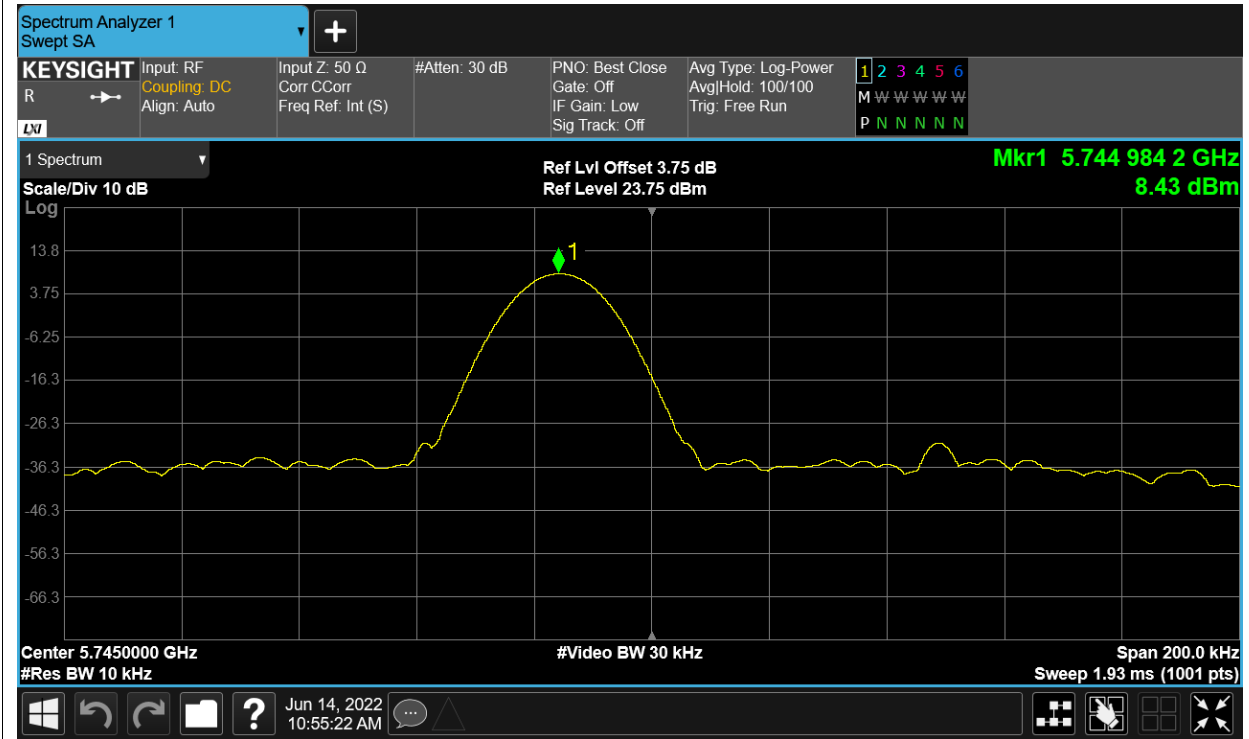 Spectrum Analyzer 1
Swept SA
KEYSIGHT
R
LXI
Input: RF
Coupling: DC
Align: Auto
Input Z: 50 Ω
Corr CCorr
Freq Ref: Int (S)
#Atten: 30 dB
PNO: Best Close
Gate: Off
IF Gain: Low
Sig Track: Off
Avg Type: Log-Power
Avg|Hold: 100/100
Trig: Free Run
1 2 3 4 5 6
M W W W W W
P N N N N N
1 Spectrum
Scale/Div 10 dB
Ref Lvl Offset 3.75 dB
Ref Level 23.75 dBm
Mkr1 5.744 984 2 GHz
8.43 dBm
Log
1
13.8
3.75
-6.25
-16.3
-26.3
-36.3
-46.3
-56.3
-66.3
Center 5.7450000 GHz
#Video BW 30 kHz
Span 200.0 kHz
#Res BW 10 kHz
Sweep 1.93 ms (1001 pts)
?
Jun 14, 2022
10:55:22 AM